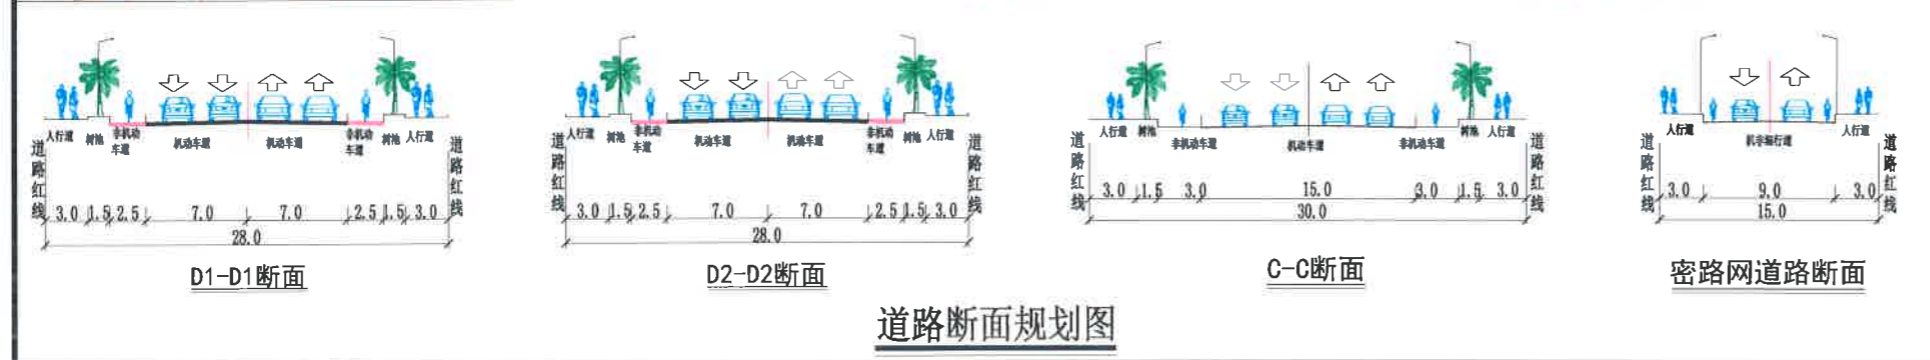 人行道 树池 非机动车道 机动车道 机动车道 非机动车道 树池 人行道
道路红线 道路红线
3.0 1.5 2.5 7.0 7.0 2.5 1.5 3.0
28.0
D1-D1断面
人行道 树池 非机动车道 机动车道 机动车道 非机动车道 树池 人行道
道路红线 道路红线
3.0 1.5 2.5 7.0 7.0 2.5 1.5 3.0
28.0
D2-D2断面
人行道 树池 非机动车道 机动车道 非机动车道 树池 人行道
道路红线 道路红线
3.0 1.5 3.0 15.0 3.0 1.5 3.0
30.0
C-C断面
人行道 机非混行道 人行道
道路红线 道路红线
3.0 9.0 3.0
15.0
密路网道路断面
道路断面规划图